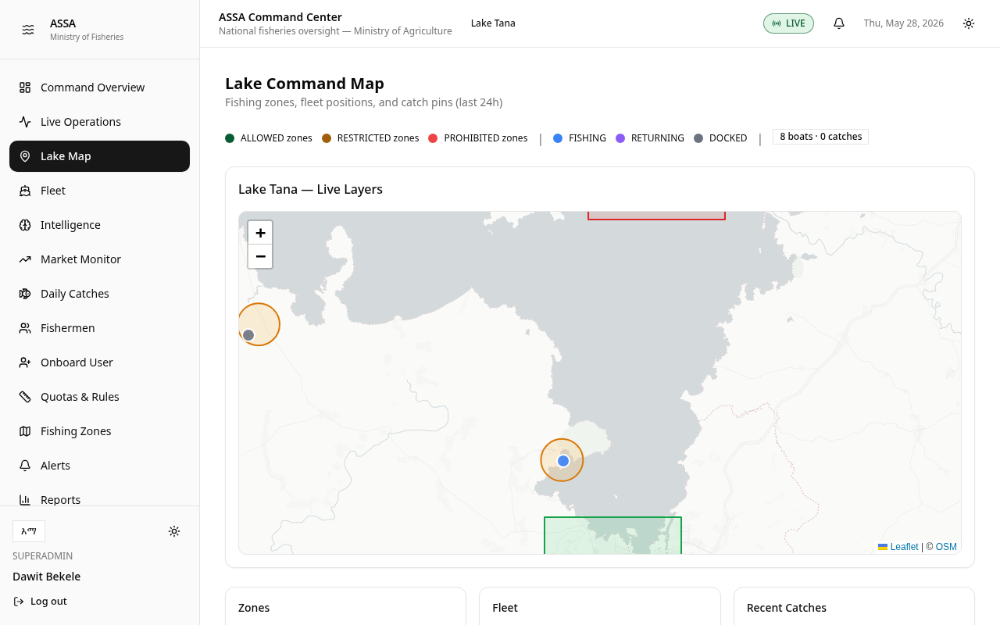 ASSA
Ministry of Fisheries
Command Overview
Live Operations
Lake Map
Fleet
Intelligence
Market Monitor
Daily Catches
Fishermen
Onboard User
Quotas & Rules
Fishing Zones
Alerts
Reports
አማ
SUPERADMIN
Dawit Bekele
Log out
ASSA Command Center
National fisheries oversight — Ministry of Agriculture
Lake Tana
LIVE
Thu, May 28, 2026
Lake Command Map
Fishing zones, fleet positions, and catch pins (last 24h)
ALLOWED zones RESTRICTED zones PROHIBITED zones | FISHING RETURNING DOCKED | 8 boats · 0 catches
Lake Tana — Live Layers
+
−
Leaflet | © OSM
Zones
Fleet
Recent Catches